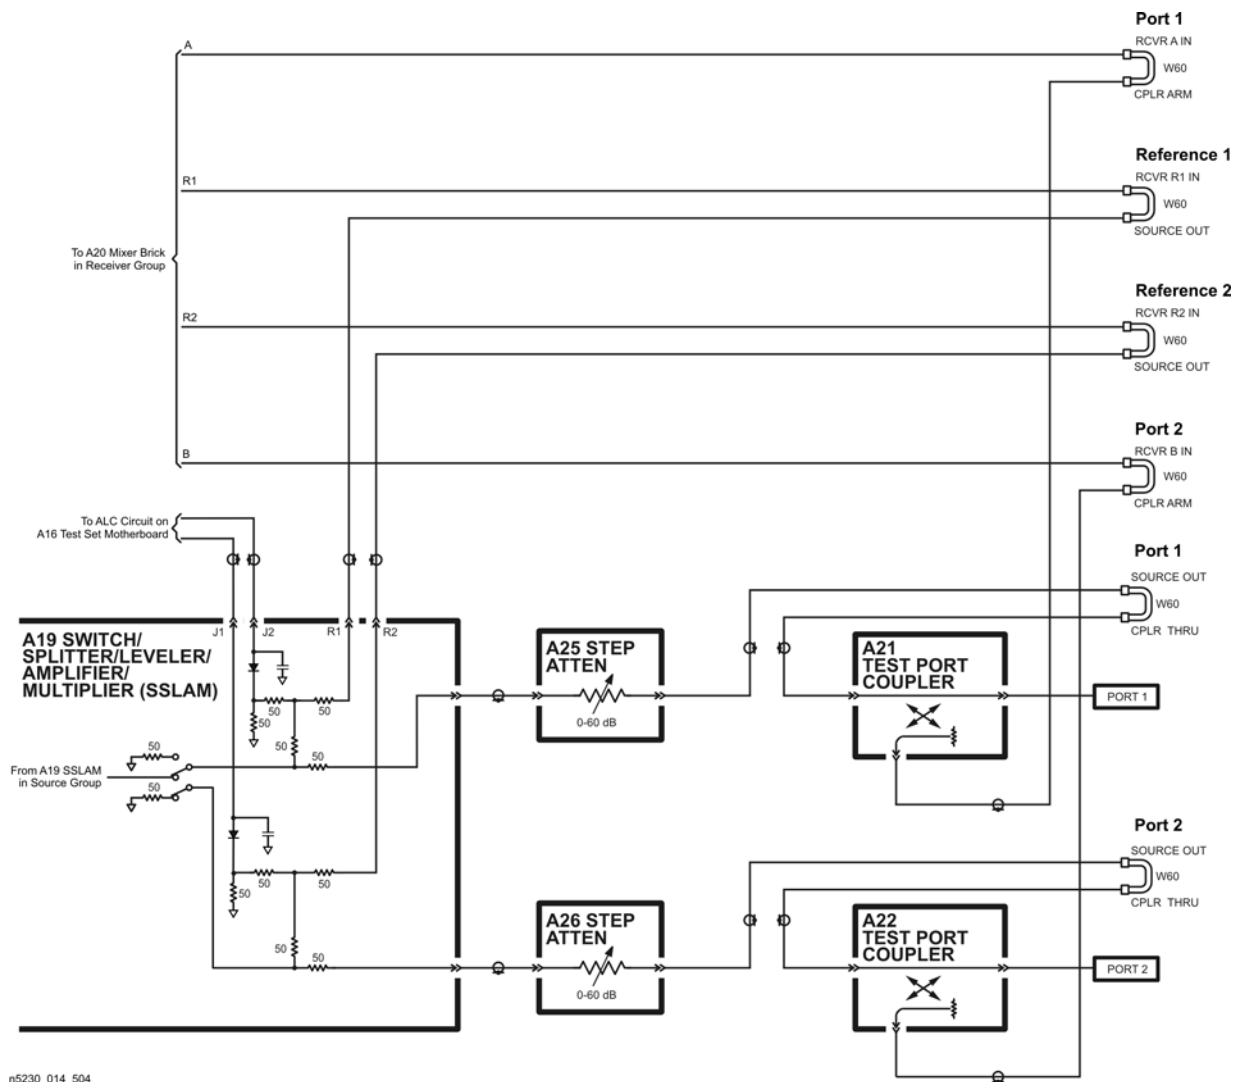 Port 1
RCVR A IN
A
W60
CPLR ARM
Reference 1
RCVR R1 IN
R1
W60
SOURCE OUT
To A20 Mixer Brick
in Receiver Group
Reference 2
RCVR R2 IN
R2
W60
SOURCE OUT
Port 2
RCVR B IN
B
W60
CPLR ARM
To ALC Circuit on
A16 Test Set Motherboard
Port 1
SOURCE OUT
W60
CPLR THRU
J1
J2
R1
R2
A19 SWITCH/
SPLITTER/LEVELER/
AMPLIFIER/
MULTIPLIER (SSLAM)
A25 STEP
ATTEN
0-60 dB
A21
TEST PORT
COUPLER
PORT 1
50
50
50
50
50
50
From A19 SSLAM
in Source Group
50
Port 2
SOURCE OUT
W60
CPLR THRU
50
50
50
50
50
A26 STEP
ATTEN
0-60 dB
A22
TEST PORT
COUPLER
PORT 2
n5230_014_504